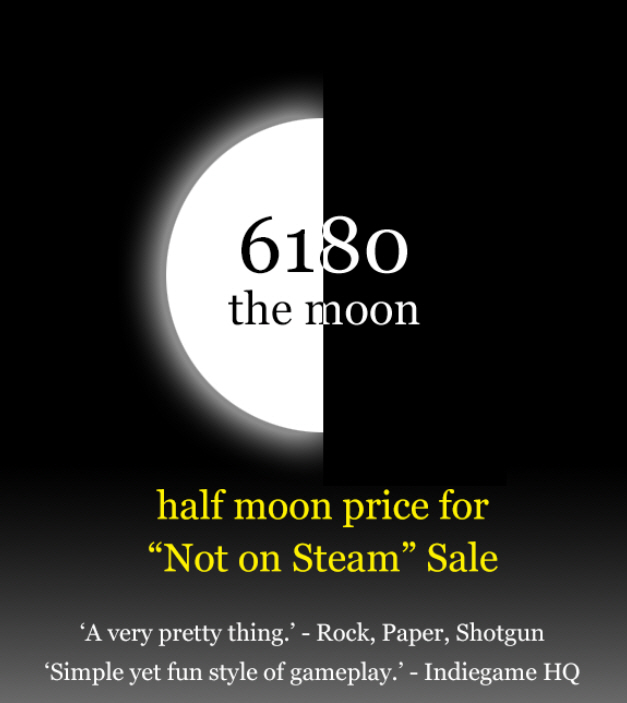 6180
the moon
half moon price for
“Not on Steam” Sale
‘A very pretty thing.’ - Rock, Paper, Shotgun
‘Simple yet fun style of gameplay.’ - Indiegame HQ